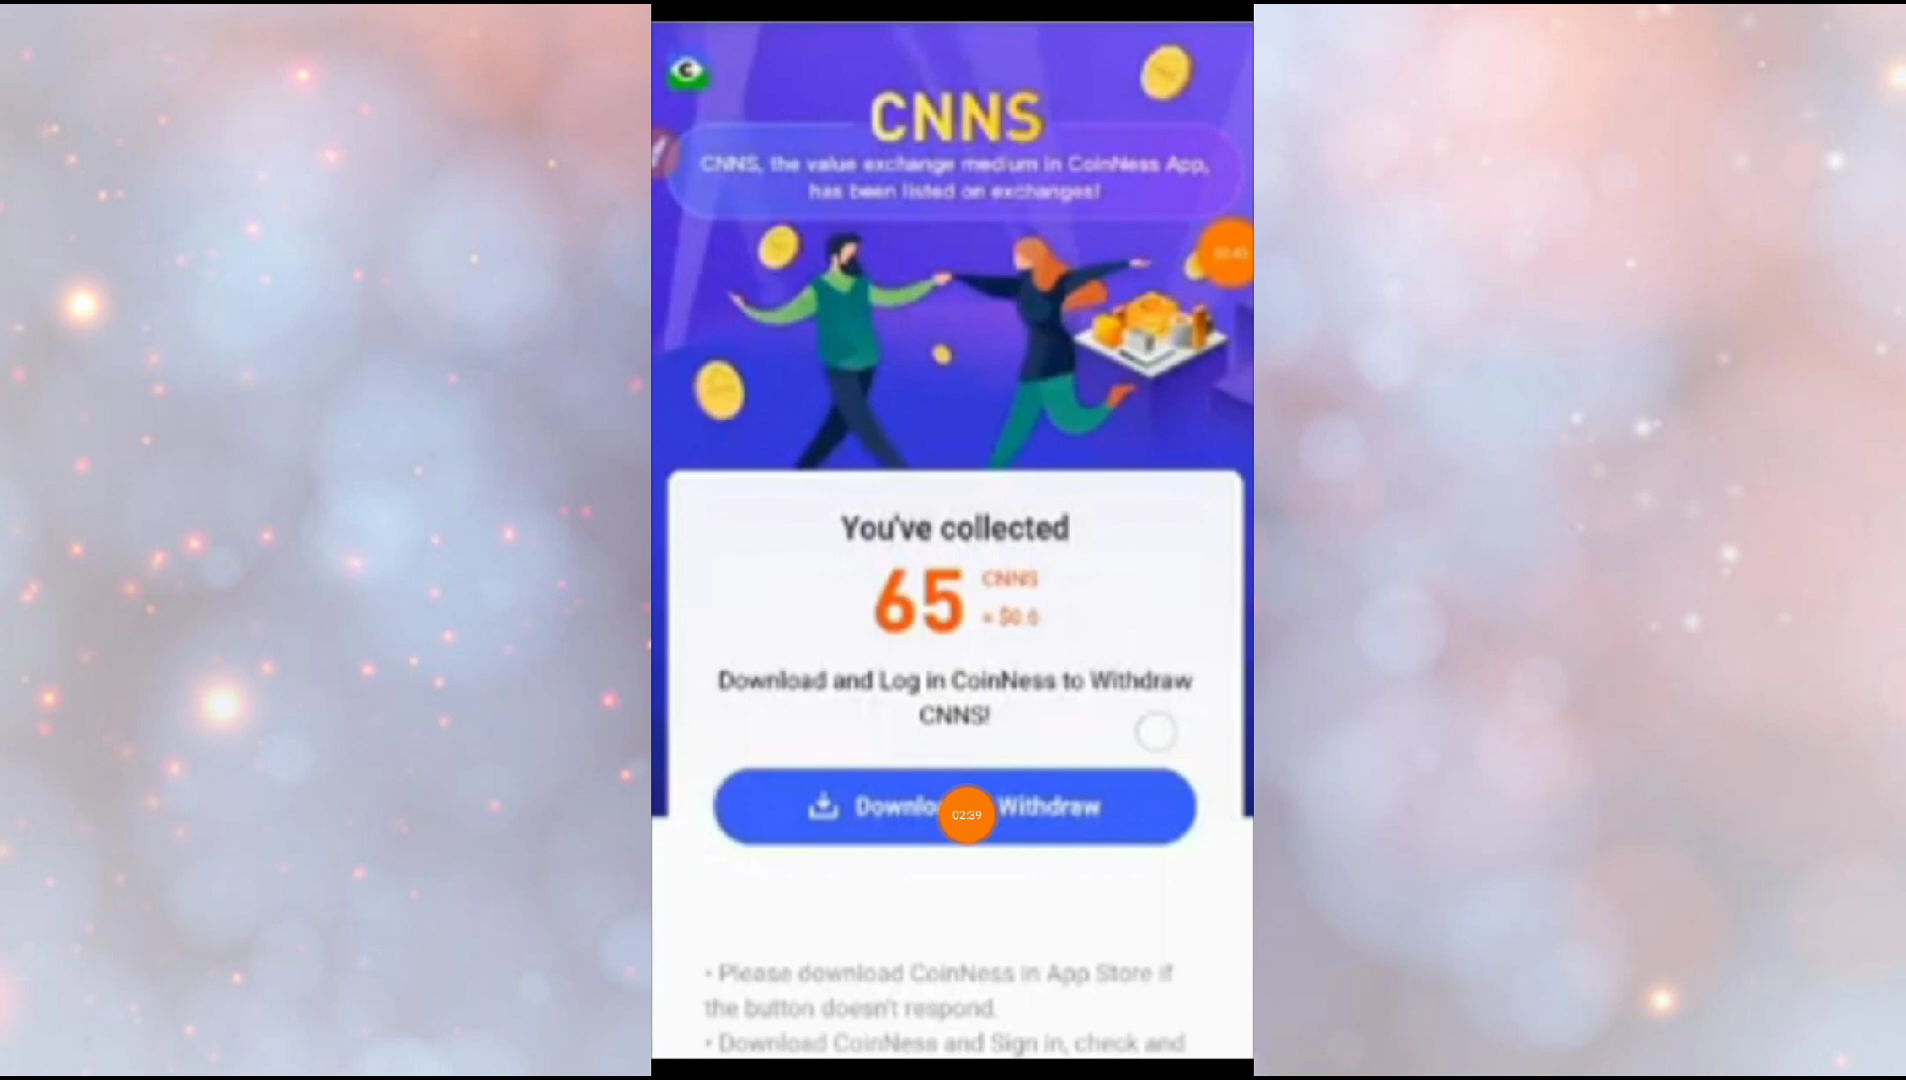 CNNS
CNNS, the value exchange medium in CoinNess App,
has been listed on exchanges!
You've collected
65 CNNS
≈ $0.6
Download and Log in CoinNess to Withdraw
CNNS!
Withdraw
02:39
• Please download CoinNess in App Store if
the button doesn't respond.
• Download CoinNess and Sign in, check and